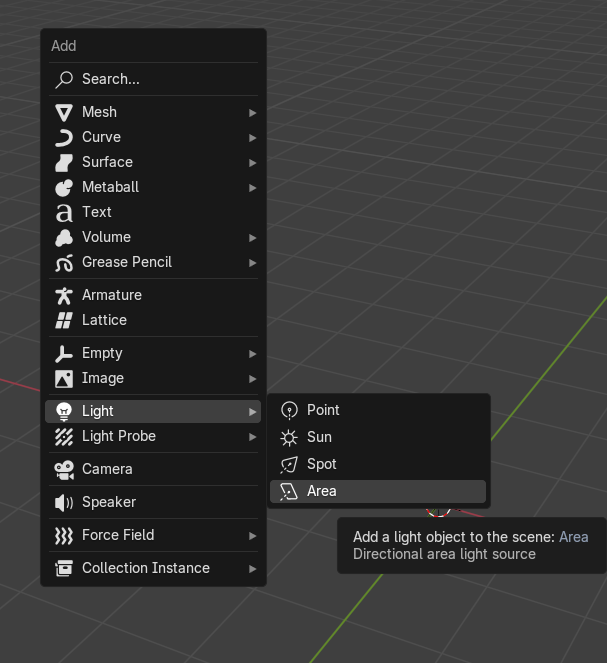 Add
Search...
Mesh
Curve
Surface
Metaball
Text
Volume
Grease Pencil
Armature
Lattice
Empty
Image
Light
Light Probe
Camera
Speaker
Force Field
Collection Instance
Point
Sun
Spot
Area
Add a light object to the scene: Area
Directional area light source